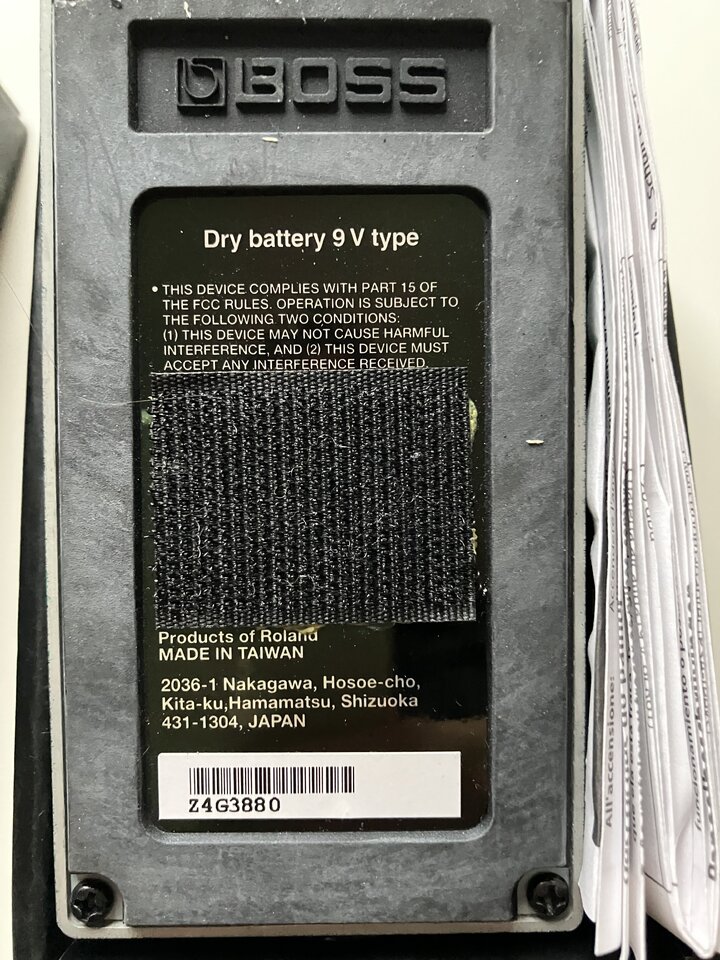 BOSS
Dry battery 9 V type
• THIS DEVICE COMPLIES WITH PART 15 OF
THE FCC RULES. OPERATION IS SUBJECT TO
THE FOLLOWING TWO CONDITIONS:
(1) THIS DEVICE MAY NOT CAUSE HARMFUL
INTERFERENCE, AND (2) THIS DEVICE MUST
ACCEPT ANY INTERFERENCE RECEIVED,
Products of Roland
MADE IN TAIWAN
2036-1 Nakagawa, Hosoe-cho,
Kita-ku,Hamamatsu, Shizuoka
431-1304, JAPAN
Z4G3880
All'accensione: